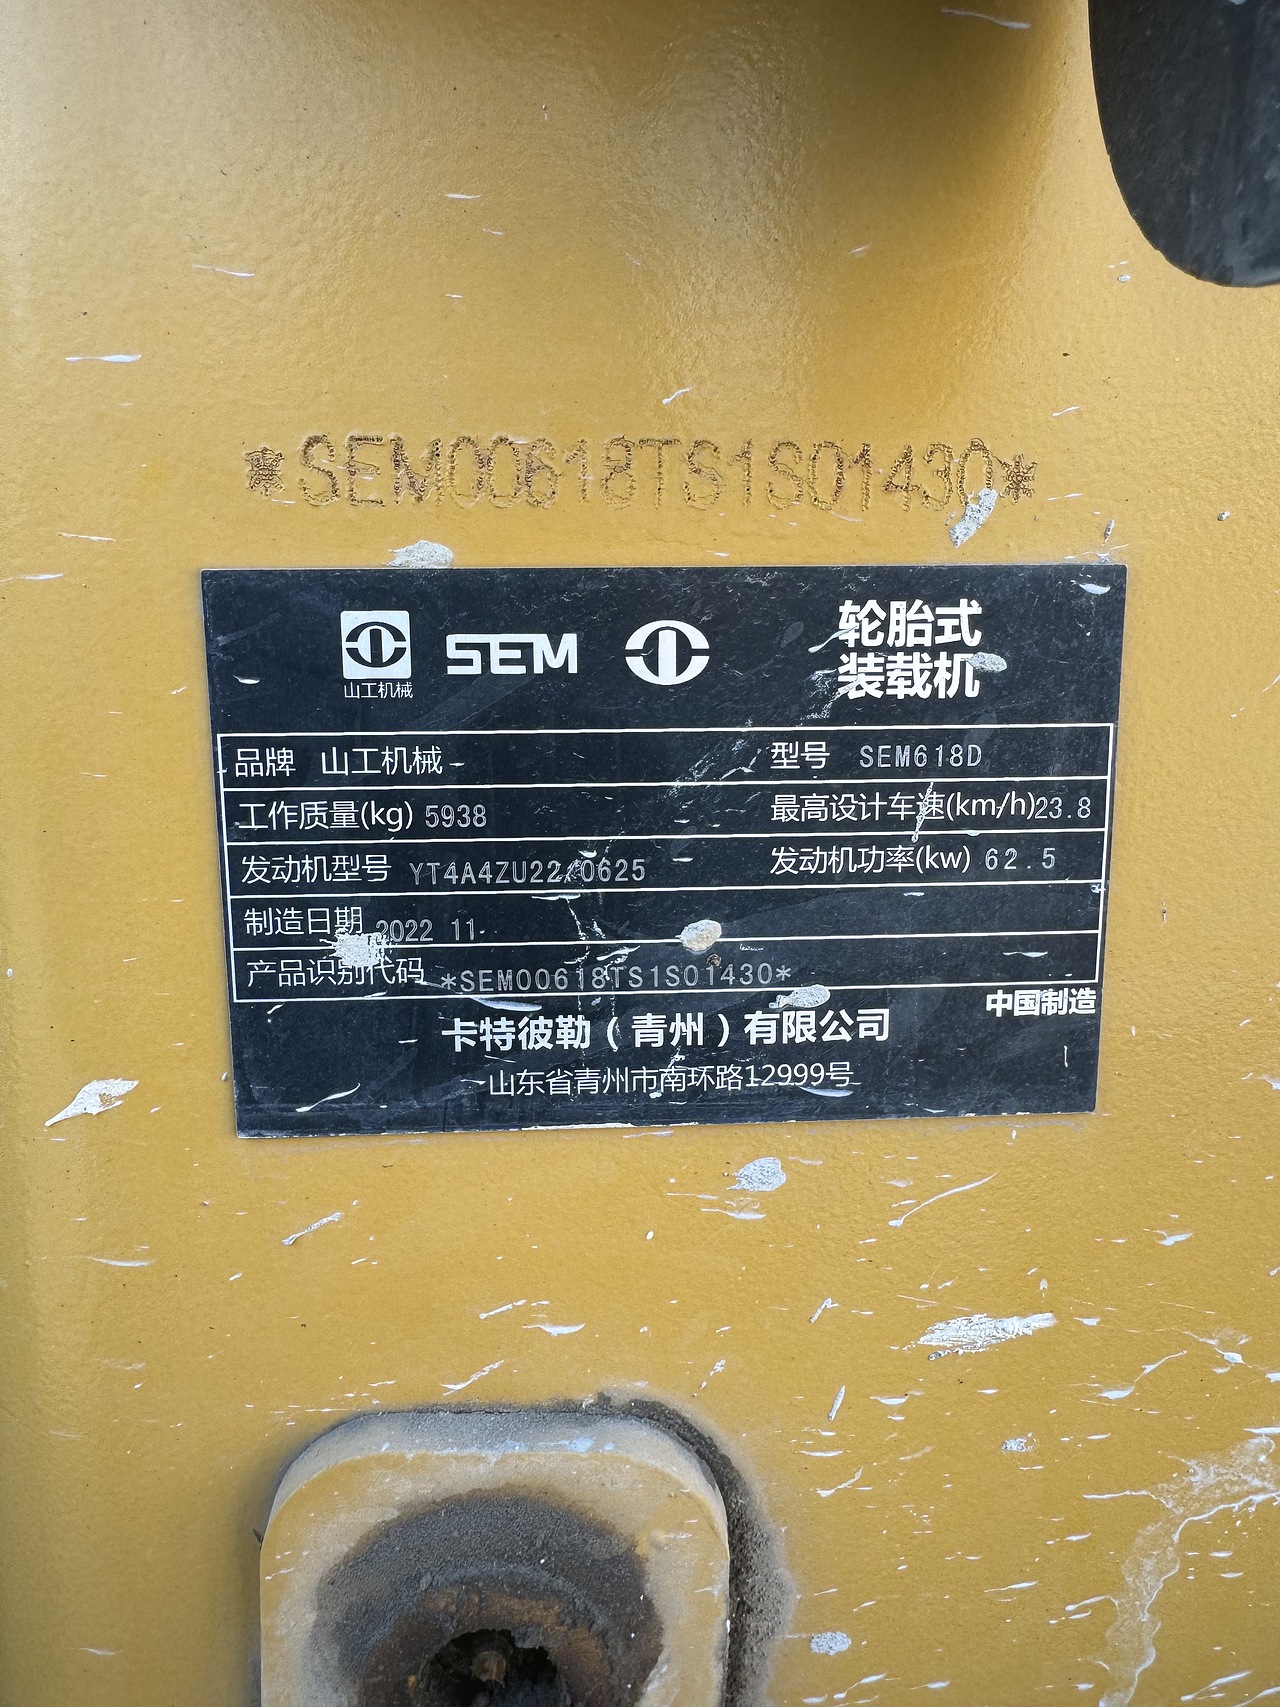 *SEM00618TS1S01430*
山工机械
SEM
轮胎式
装载机
品牌 山工机械 型号 SEM618D
工作质量(kg) 5938 最高设计车速(km/h) 23.8
发动机型号 YT4A4ZU22/0625 发动机功率(kw) 62.5
制造日期 2022 11
产品识别代码 *SEM00618TS1S01430*
中国制造
卡特彼勒（青州）有限公司
山东省青州市南环路12999号